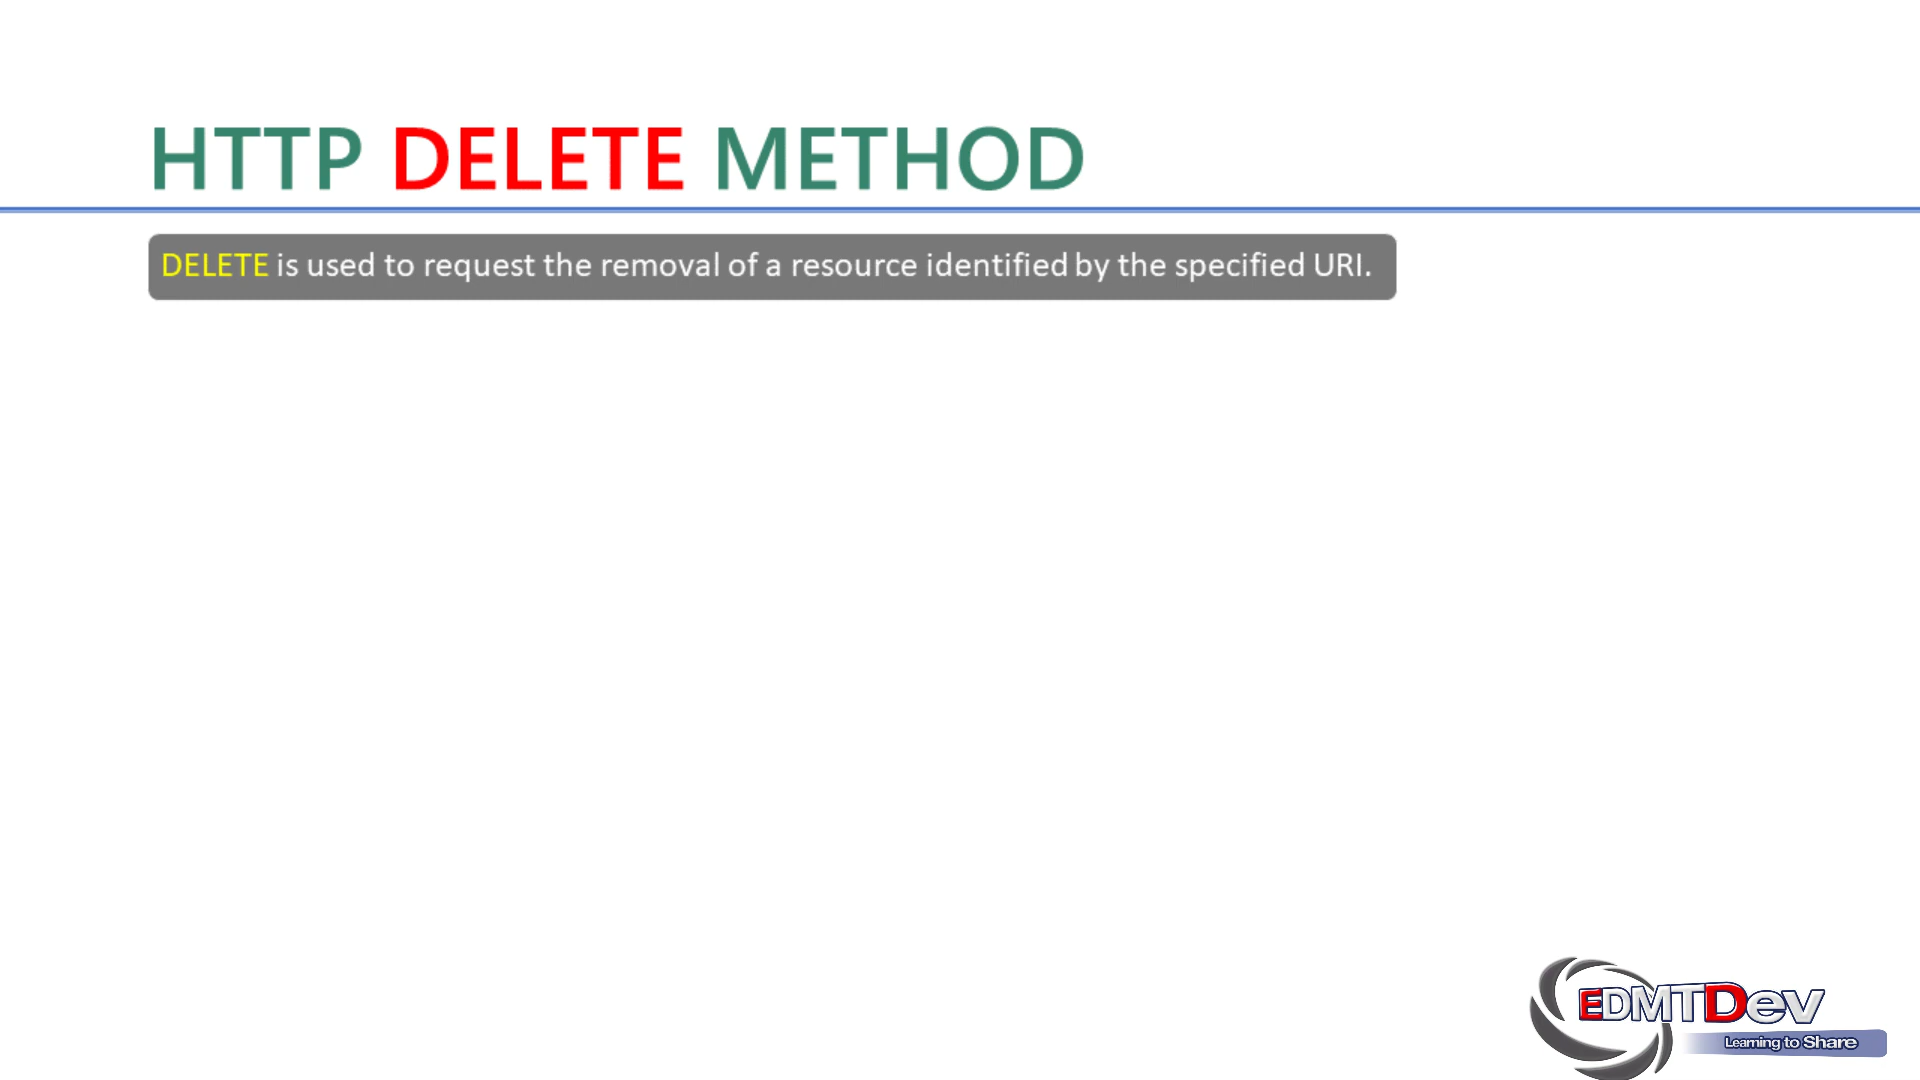 HTTP DELETE METHOD
DELETE is used to request the removal of a resource identified by the specified URI.
EDMTDev
Learning to Share